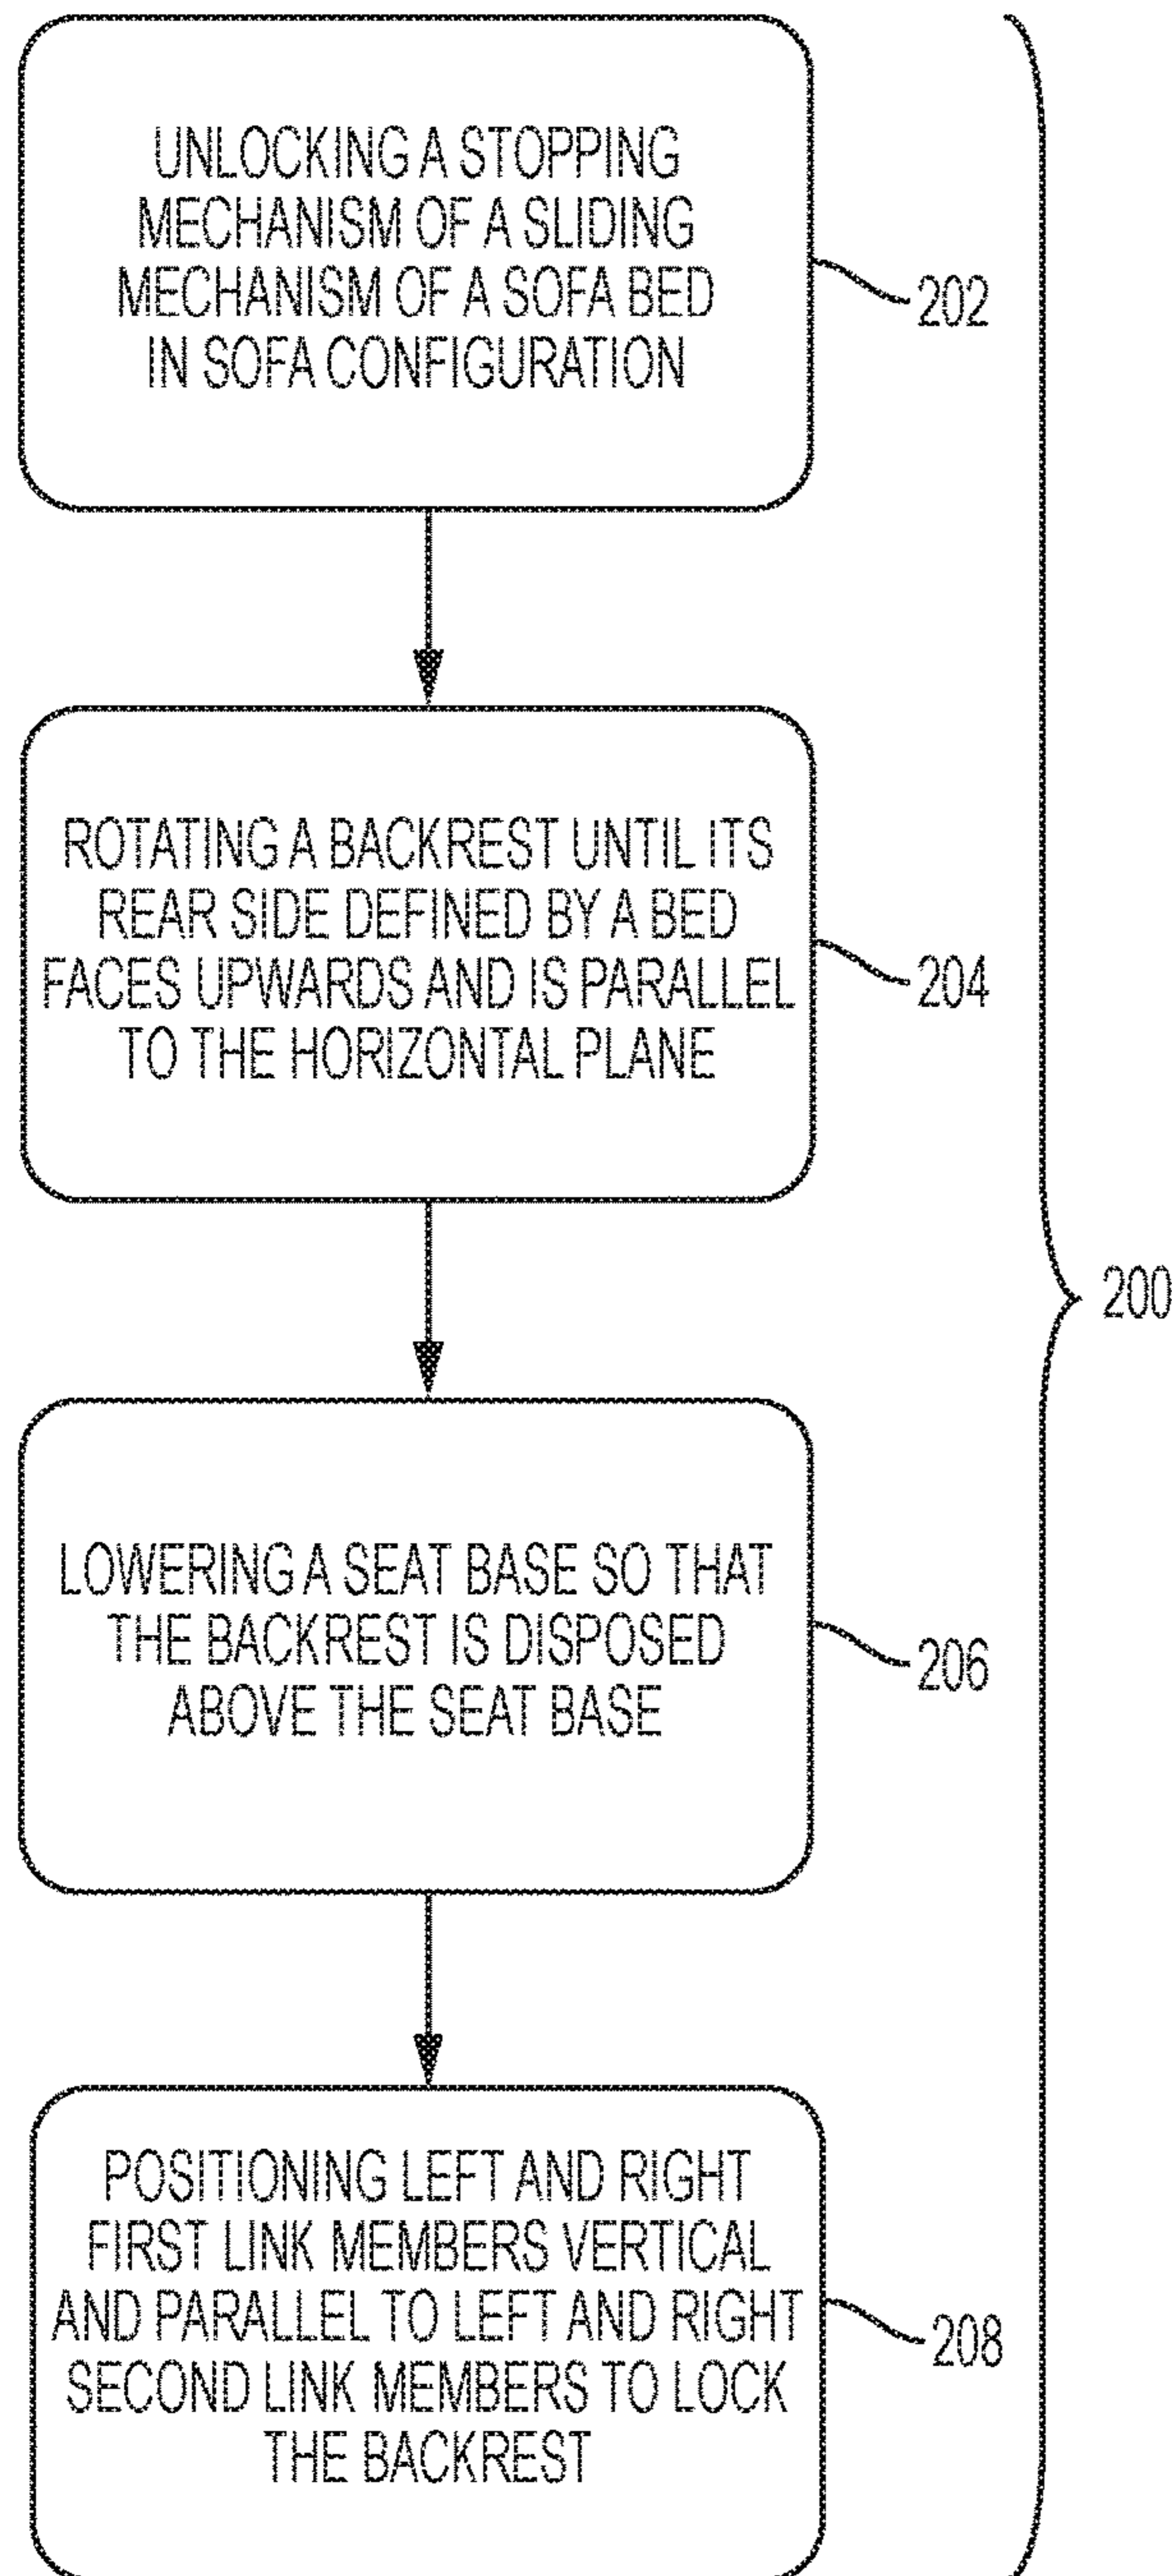 UNLOCKING A STOPPING
MECHANISM OF A SLIDING
MECHANISM OF A SOFA BED
IN SOFA CONFIGURATION
202
ROTATING A BACKREST UNTIL ITS
REAR SIDE DEFINED BY A BED
FACES UPWARDS AND IS PARALLEL
TO THE HORIZONTAL PLANE
204
200
LOWERING A SEAT BASE SO THAT
THE BACKREST IS DISPOSED
ABOVE THE SEAT BASE
206
POSITIONING LEFT AND RIGHT
FIRST LINK MEMBERS VERTICAL
AND PARALLEL TO LEFT AND RIGHT
SECOND LINK MEMBERS TO LOCK
THE BACKREST
208